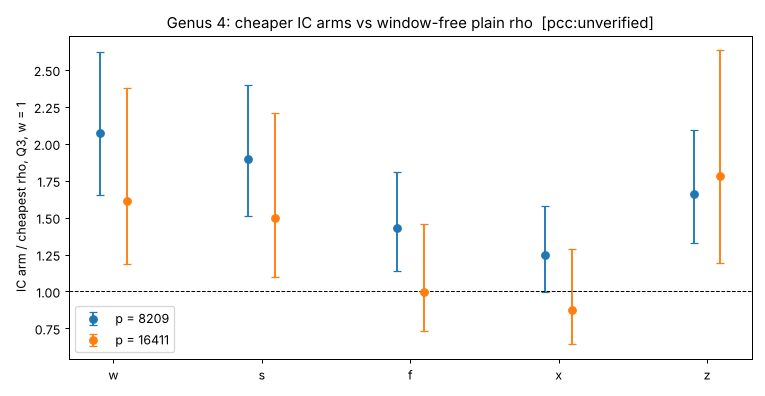 Genus 4: cheaper IC arms vs window-free plain rho [pcc:unverified]
IC arm / cheapest rho, Q3, w = 1
2.50
2.25
2.00
1.75
1.50
1.25
1.00
0.75
p = 8209
p = 16411
w s f x z